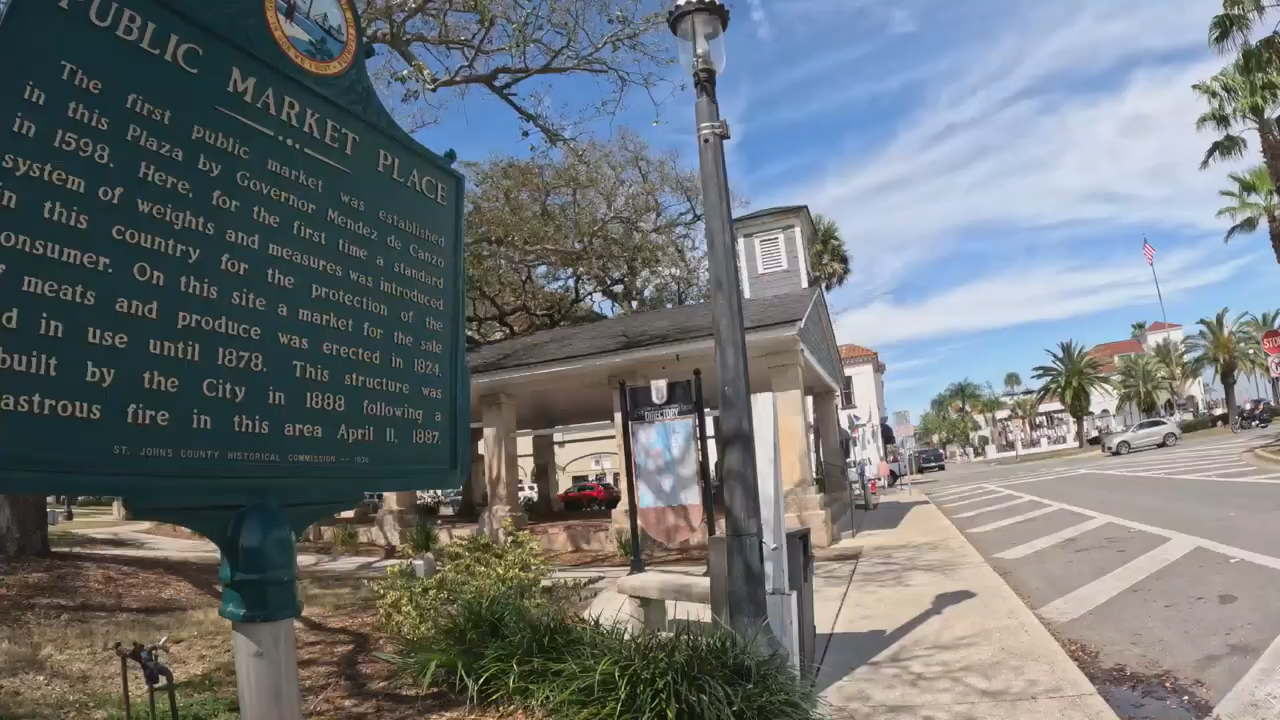 PUBLIC MARKET PLACE
The first public market was established
in this Plaza by Governor Mendez de Canzo
in 1598. Here, for the first time a standard
system of weights and measures was introduced
in this country for the protection of the
onsumer. On this site a market for the sale
f meats and produce was erected in 1824,
d in use until 1878. This structure was
built by the City in 1888 following a
astrous fire in this area April 11, 1887.
ST. JOHNS COUNTY HISTORICAL COMMISSION
DIRECTORY
STOP